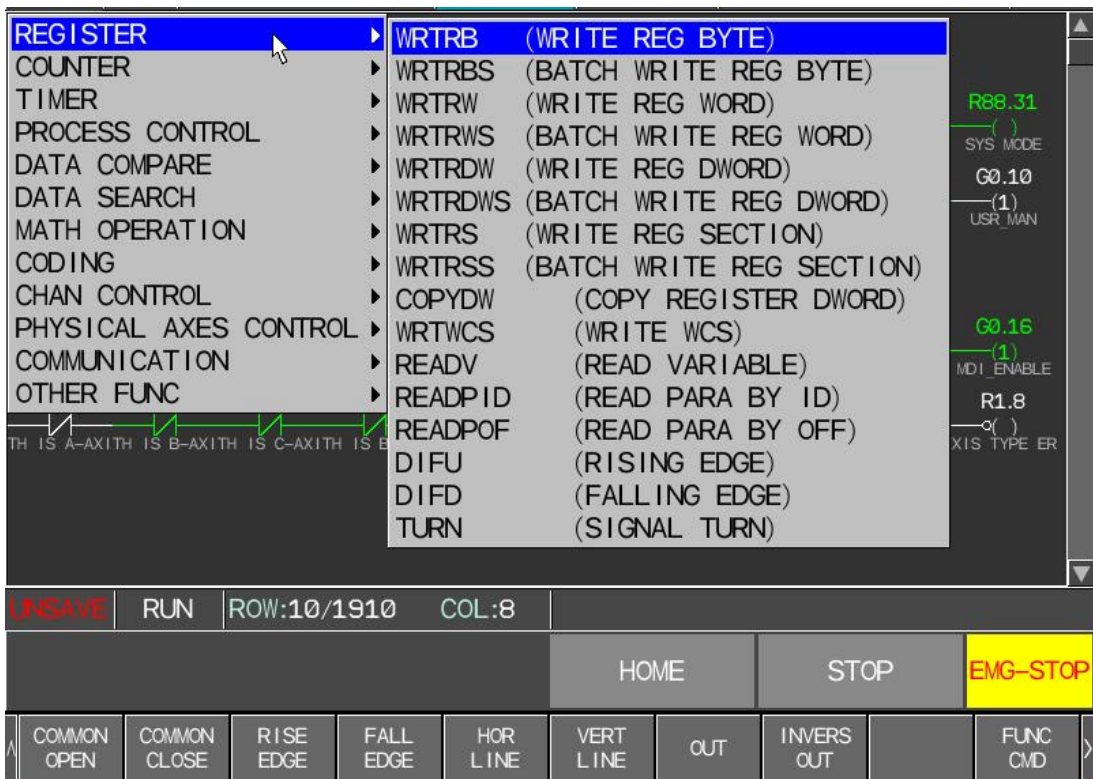 REGISTER
COUNTER
TIMER
PROCESS CONTROL
DATA COMPARE
DATA SEARCH
MATH OPERATION
CODING
CHAN CONTROL
PHYSICAL AXES CONTROL
COMMUNICATION
OTHER FUNC
WRTRB (WRITE REG BYTE)
WRTRBS (BATCH WRITE REG BYTE)
WRTRW (WRITE REG WORD)
WRTRWS (BATCH WRITE REG WORD)
WRTRDW (WRITE REG DWORD)
WRTRDWS (BATCH WRITE REG DWORD)
WRTRS (WRITE REG SECTION)
WRTRSS (BATCH WRITE REG SECTION)
COPYDW (COPY REGISTER DWORD)
WRTWCS (WRITE WCS)
READV (READ VARIABLE)
READPID (READ PARA BY ID)
READPOF (READ PARA BY OFF)
DIFU (RISING EDGE)
DIFD (FALLING EDGE)
TURN (SIGNAL TURN)
R88.31
( )
SYS MODE
G0.10
(1)
USR_MAN
G0.16
(1)
MDI_ENABLE
R1.8
( )
XIS TYPE ER
TH IS A-AXITH IS B-AXITH IS C-AXITH IS B
UNSAVE RUN ROW:10/1910 COL:8
HOME STOP EMG-STOP
COMMON OPEN
COMMON CLOSE
RISE EDGE
FALL EDGE
HOR LINE
VERT LINE
OUT
INVERS OUT
FUNC CMD